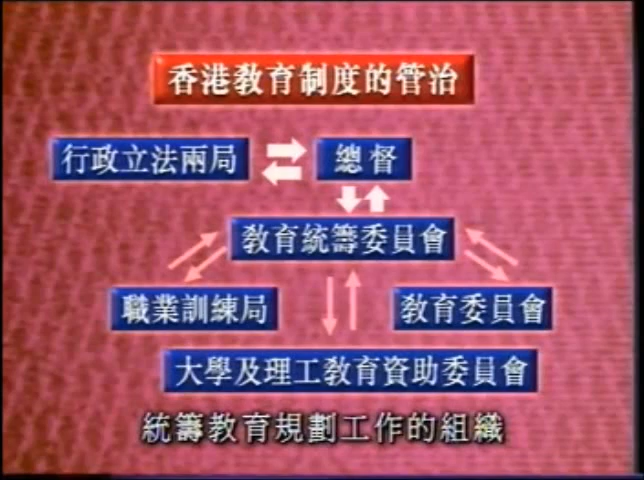 香港教育制度的管治
行政立法兩局
總督
教育統籌委員會
職業訓練局
教育委員會
大學及理工教育資助委員會
統籌教育規劃工作的組織